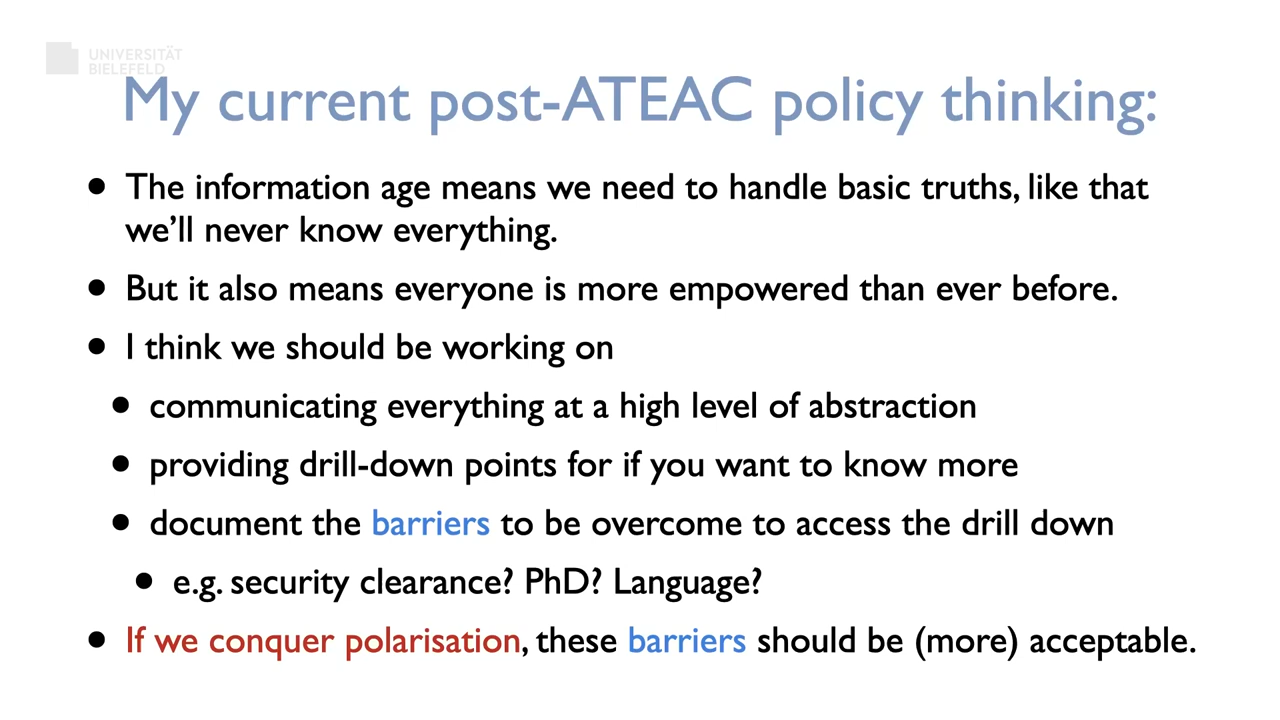 UNIVERSITÄT
BIELEFELD
My current post-ATEAC policy thinking:
• The information age means we need to handle basic truths, like that
we’ll never know everything.
• But it also means everyone is more empowered than ever before.
• I think we should be working on
• communicating everything at a high level of abstraction
• providing drill-down points for if you want to know more
• document the barriers to be overcome to access the drill down
• e.g. security clearance? PhD? Language?
• If we conquer polarisation, these barriers should be (more) acceptable.